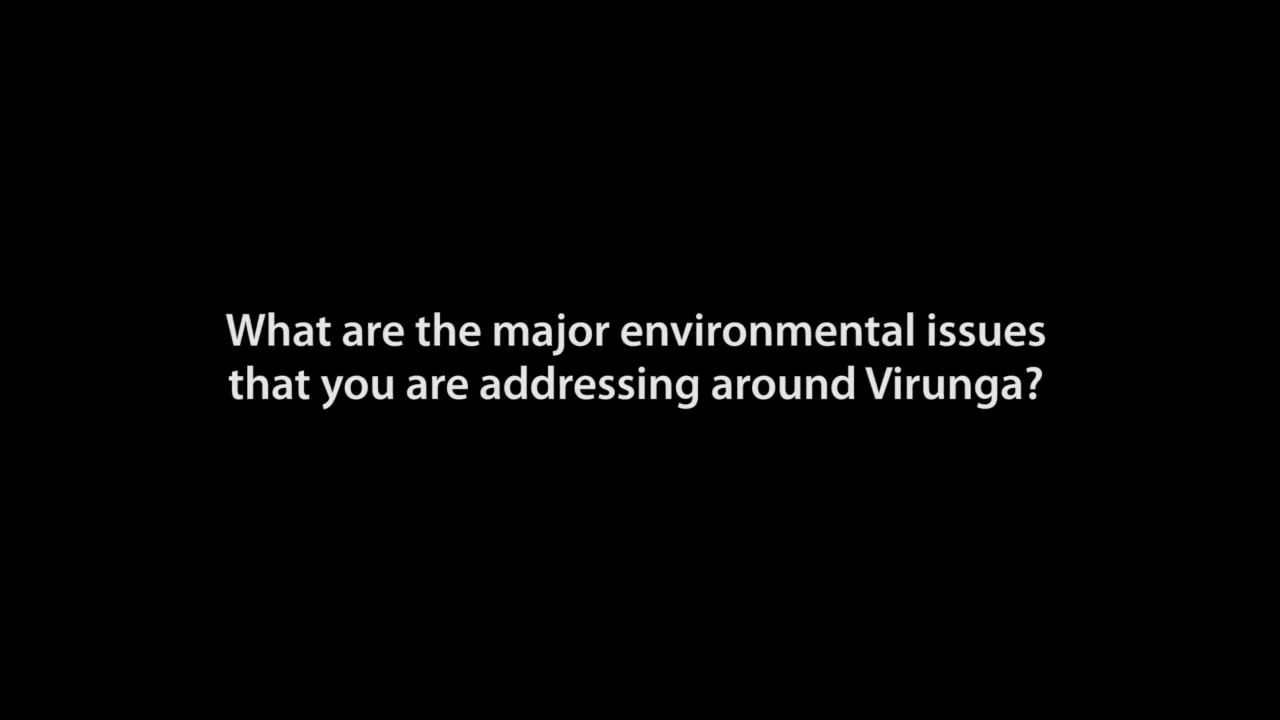 What are the major environmental issues
that you are addressing around Virunga?